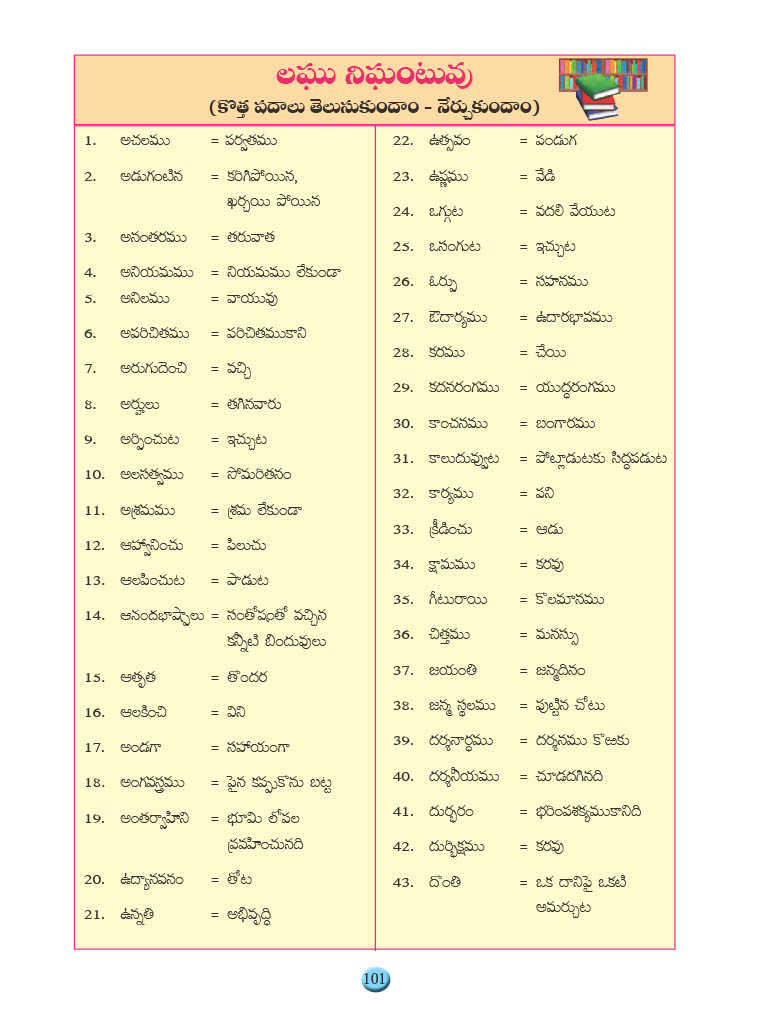 లఘు నిఘంటువు
(కొత్త పదాలు తెలుసుకుందాం - నేర్చుకుందాం)
1. అచలము = పర్వతము
2. అడుగంటిన = కరిగిపోయిన,
ఖర్చయి పోయిన
3. అనంతరము = తరువాత
4. అనియమము = నియమము లేకుండా
5. అనిలము = వాయువు
6. అపరిచితము = పరిచితముకాని
7. అరుగుదెంచి = వచ్చి
8. అర్హులు = తగినవారు
9. అర్పించుట = ఇచ్చుట
10. అలసత్వము = సోమరితనం
11. అశ్రమము = శ్రమ లేకుండా
12. ఆహ్వానించు = పిలుచు
13. ఆలపించుట = పాడుట
14. ఆనందభాష్పాలు = సంతోషంతో వచ్చిన
కన్నీటి బిందువులు
15. ఆతృత = తొందర
16. ఆలకించి = విని
17. అండగా = సహాయంగా
18. అంగవస్త్రము = పైన కప్పుకొను బట్ట
19. అంతర్వాహిని = భూమి లోపల
ప్రవహించునది
20. ఉద్యానవనం = తోట
21. ఉన్నతి = అభివృద్ధి
22. ఉత్సవం = పండుగ
23. ఉష్ణము = వేడి
24. ఒగ్గుట = వదలి వేయుట
25. ఒసంగుట = ఇచ్చుట
26. ఓర్పు = సహనము
27. ఔదార్యము = ఉదారభావము
28. కరము = చేయి
29. కదనరంగము = యుద్ధరంగము
30. కాంచనము = బంగారము
31. కాలుదువ్వుట = పోట్లాడుటకు సిద్ధపడుట
32. కార్యము = పని
33. క్రీడించు = ఆడు
34. క్షామము = కరవు
35. గీటురాయి = కొలమానము
36. చిత్తము = మనస్సు
37. జయంతి = జన్మదినం
38. జన్మ స్థలము = పుట్టిన చోటు
39. దర్శనార్థము = దర్శనము కొఱకు
40. దర్శనీయము = చూడదగినది
41. దుర్భరం = భరింపశక్యముకానిది
42. దుర్భిక్షము = కరవు
43. దొంతి = ఒక దానిపై ఒకటి
అమర్చుట
101